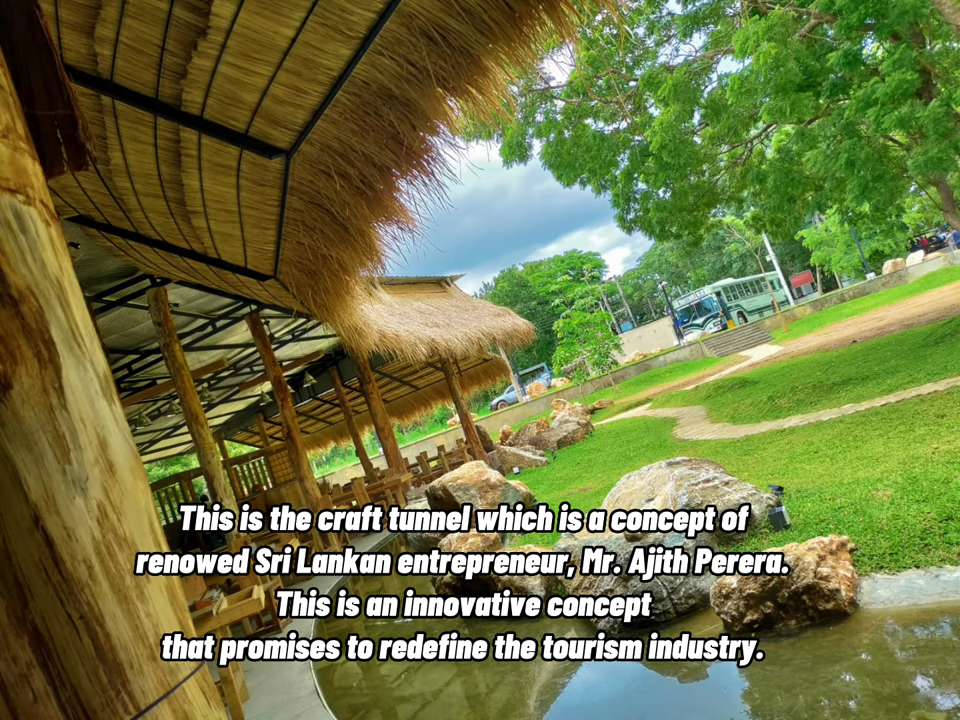 This is the craft tunnel which is a concept of
renowed Sri Lankan entrepreneur, Mr. Ajith Perera.
This is an innovative concept
that promises to redefine the tourism industry.